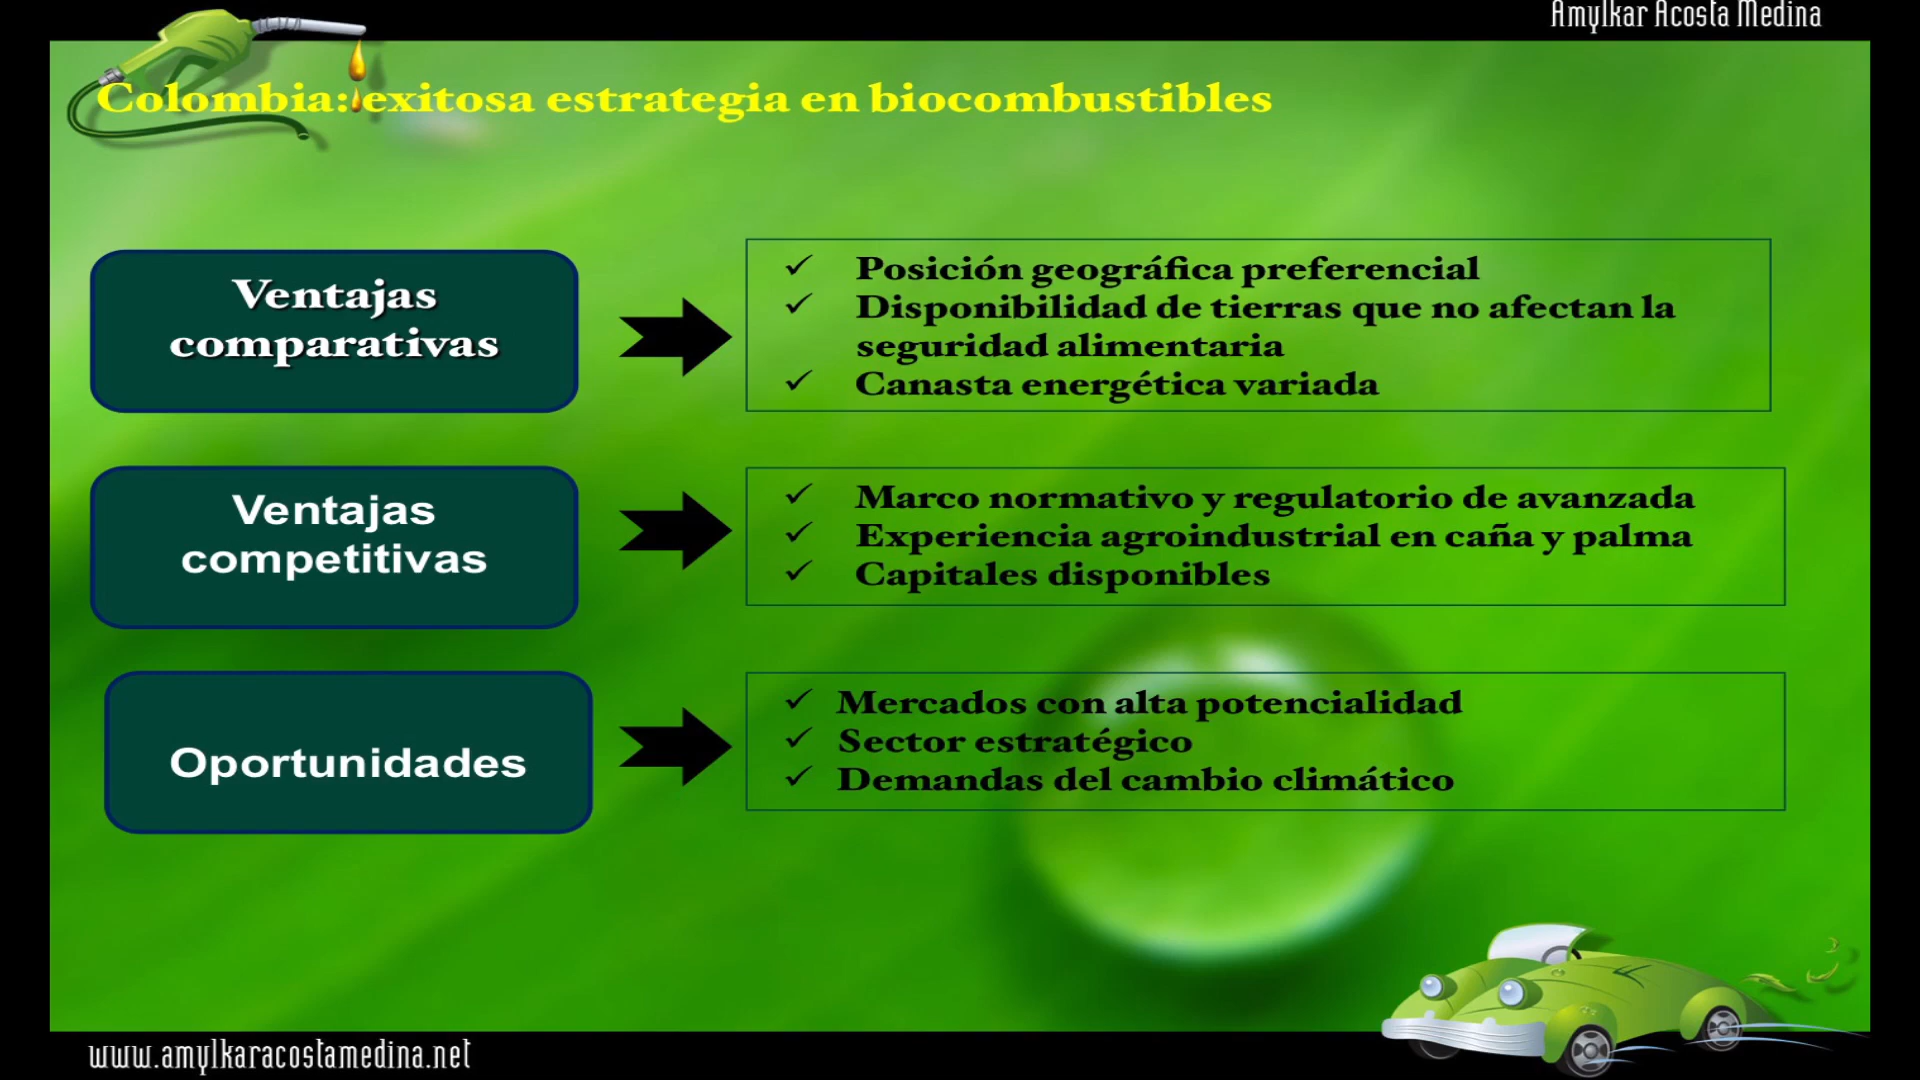 Amylkar Acosta Medina
Colombia: exitosa estrategia en biocombustibles
Ventajas
comparativas
✓ Posición geográfica preferencial
✓ Disponibilidad de tierras que no afectan la
seguridad alimentaria
✓ Canasta energética variada
Ventajas
competitivas
✓ Marco normativo y regulatorio de avanzada
✓ Experiencia agroindustrial en caña y palma
✓ Capitales disponibles
Oportunidades
✓ Mercados con alta potencialidad
✓ Sector estratégico
✓ Demandas del cambio climático
www.amylkaracostamedina.net